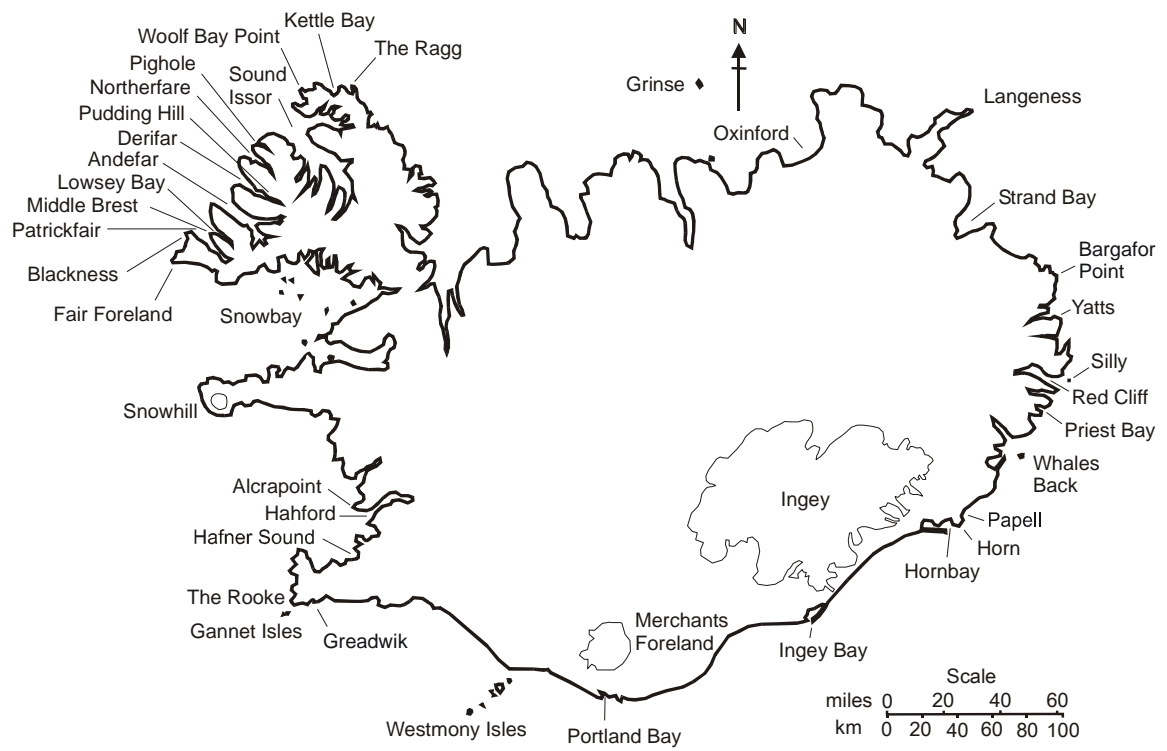 Kettle Bay
Woolf Bay Point
The Ragg
Pighole
Sound
Issor
Northerfare
Pudding Hill
Derifar
Andefar
Lowsey Bay
Middle Brest
Patrickfair
Blackness
Fair Foreland
Snowbay
Snowhill
Alcrapoint
Hahford
Hafner Sound
The Rooke
Gannet Isles
Greadwik
Westmony Isles
N
Grinse
Oxinford
Langeness
Strand Bay
Bargafor
Point
Yatts
Silly
Red Cliff
Priest Bay
Whales
Back
Papell
Horn
Hornbay
Ingey
Ingey Bay
Merchants
Foreland
Portland Bay
Scale
miles 0 20 40 60
km 0 20 40 60 80 100